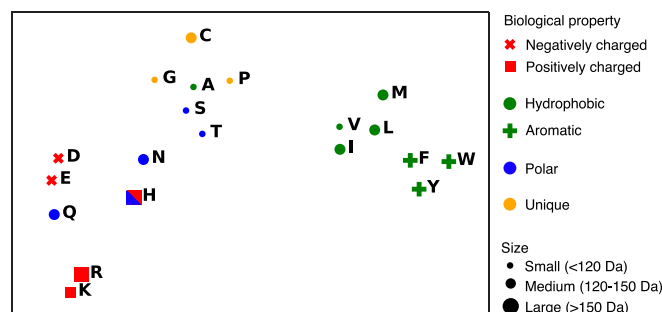 C
G
A
P
S
T
M
V
L
I
F
W
Y
D
N
E
H
Q
R
K
Biological property
Negatively charged
Positively charged
Hydrophobic
Aromatic
Polar
Unique
Size
Small (<120 Da)
Medium (120-150 Da)
Large (>150 Da)